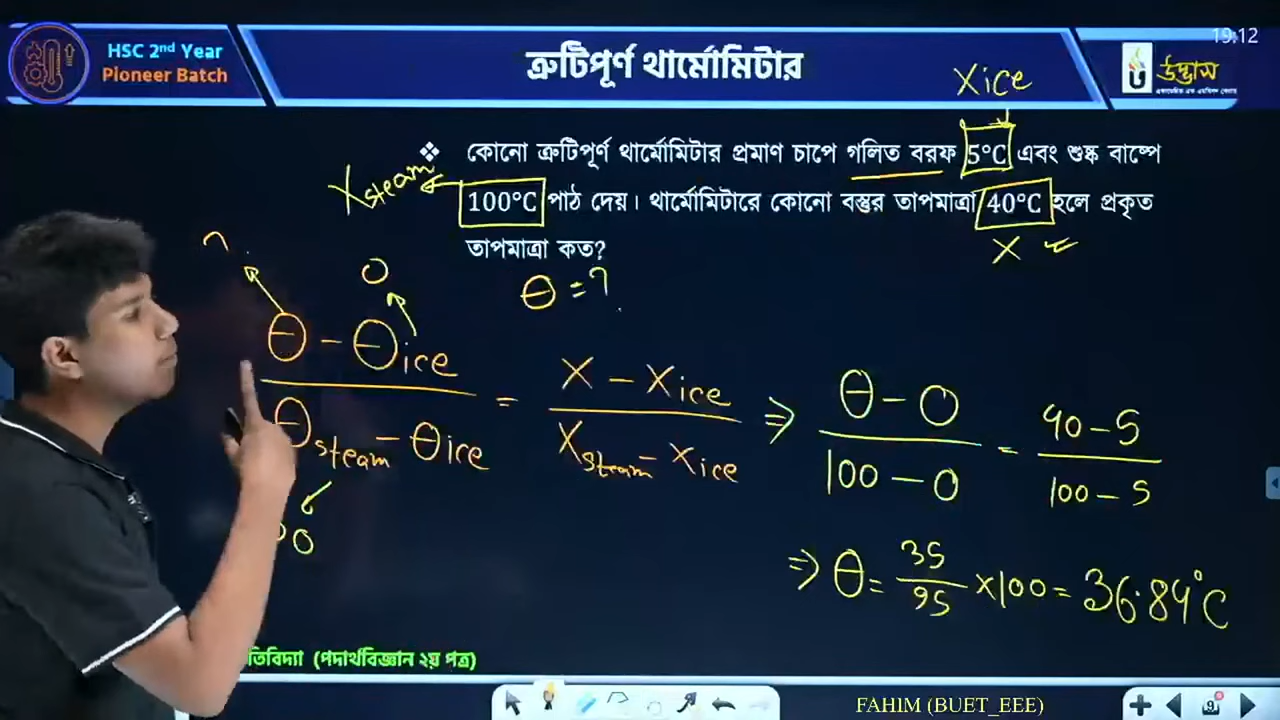 19:12
HSC 2nd Year
Pioneer Batch
ত্রুটিপূর্ণ থার্মোমিটার
উদ্ভাস
Xice
❖ কোনো ত্রুটিপূর্ণ থার্মোমিটার প্রমাণ চাপে গলিত বরফ 5°C এবং শুষ্ক বাষ্পে
Xsteam
100°C পাঠ দেয়। থার্মোমিটারে কোনো বস্তুর তাপমাত্রা 40°C হলে প্রকৃত
X
তাপমাত্রা কত?
θ = ?
? 0
θ - θice / θsteam - θice = X - Xice / Xsteam - Xice ⇒ θ - 0 / 100 - 0 = 40 - 5 / 100 - 5
00
⇒ θ = 35/95 × 100 = 36.84°C
তিবিদ্যা (পদার্থবিজ্ঞান ২য় পত্র)
FAHIM (BUET_EEE)
9